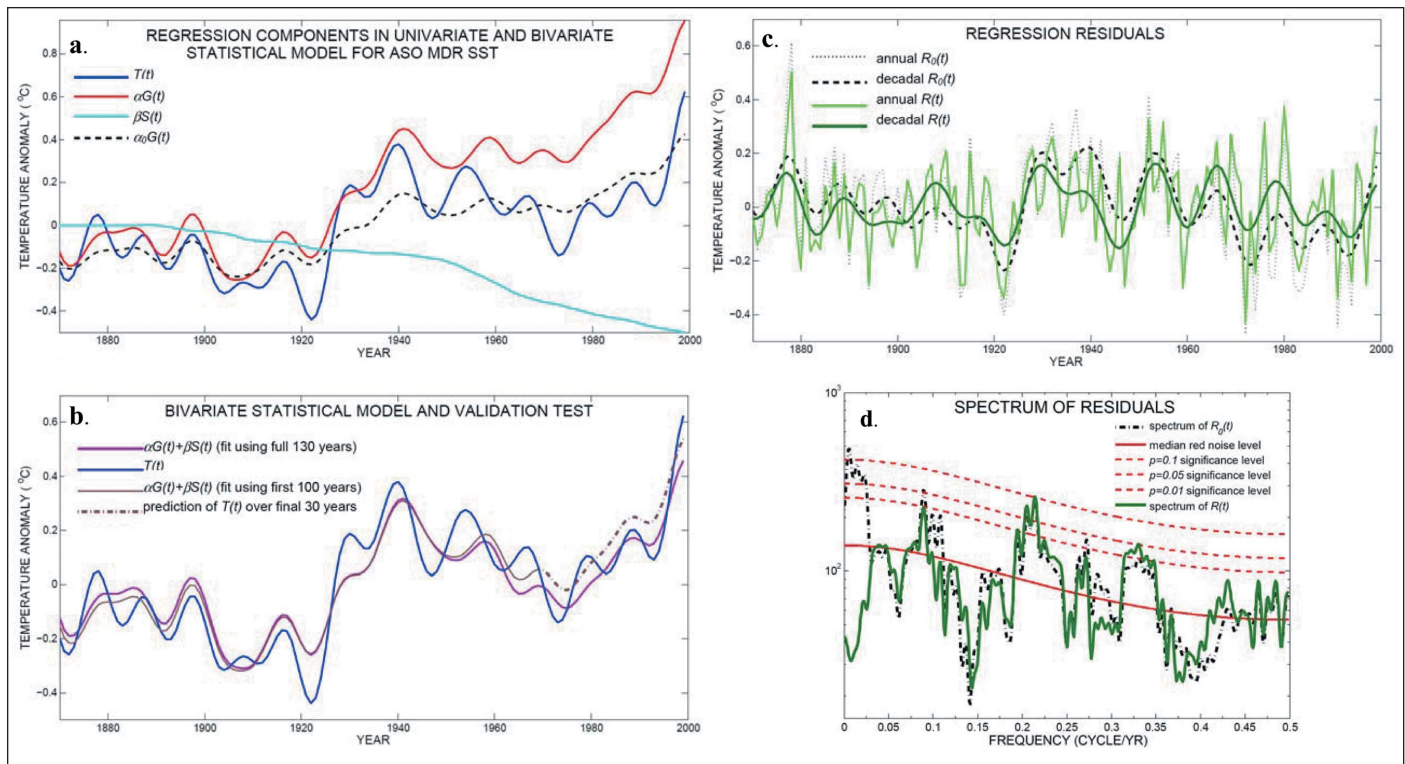 a.
REGRESSION COMPONENTS IN UNIVARIATE AND BIVARIATE
STATISTICAL MODEL FOR ASO MDR SST
T(t)
αG(t)
βS(t)
α₀G(t)
TEMPERATURE ANOMALY (°C)
0.8
0.6
0.4
0.2
0
−0.2
−0.4
1880
1900
1920
1940
1960
1980
2000
YEAR
b.
BIVARIATE STATISTICAL MODEL AND VALIDATION TEST
αG(t)+βS(t) (fit using full 130 years)
T(t)
αG(t)+βS(t) (fit using first 100 years)
prediction of T(t) over final 30 years
TEMPERATURE ANOMALY (°C)
0.6
0.4
0.2
0
−0.2
−0.4
1880
1900
1920
1940
1960
1980
2000
YEAR
c.
REGRESSION RESIDUALS
annual R₀(t)
decadal R₀(t)
annual R(t)
decadal R(t)
TEMPERATURE ANOMALY (°C)
0.6
0.4
0.2
0
−0.2
−0.4
1880
1900
1920
1940
1960
1980
2000
YEAR
d.
SPECTRUM OF RESIDUALS
spectrum of R₀(t)
median red noise level
p=0.1 significance level
p=0.05 significance level
p=0.01 significance level
spectrum of R(t)
10³
10²
0
0.05
0.1
0.15
0.2
0.25
0.3
0.35
0.4
0.45
0.5
FREQUENCY (CYCLE/YR)